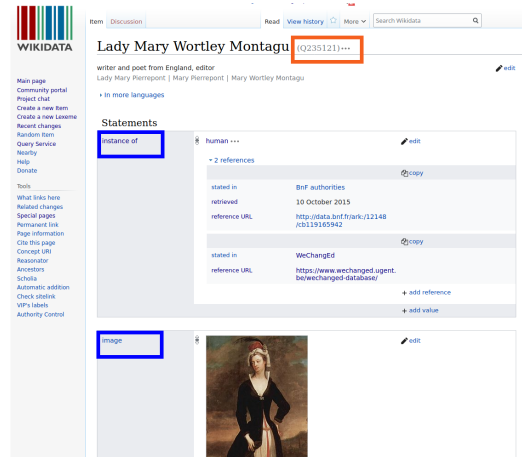 WIKIDATA
Main page
Community portal
Project chat
Create a new Item
Create a new Lexeme
Recent changes
Random Item
Query Service
Nearby
Help
Donate
Tools
What links here
Related changes
Special pages
Permanent link
Page information
Cite this page
Concept URI
Reasonator
Ancestors
Scholia
Automatic addition
Check sitelink
VIP's labels
Authority Control
Item Discussion
Read View history More Search Wikidata
Lady Mary Wortley Montagu (Q235121)
writer and poet from England, editor
edit
Lady Mary Pierrepont | Mary Pierrepont | Mary Wortley Montagu
In more languages
Statements
instance of
human
edit
2 references
copy
stated in BnF authorities
retrieved 10 October 2015
reference URL http://data.bnf.fr/ark:/12148
/cb119165942
copy
stated in WeChangEd
reference URL https://www.wechanged.ugent.
be/wechanged-database/
+ add reference
+ add value
image
edit